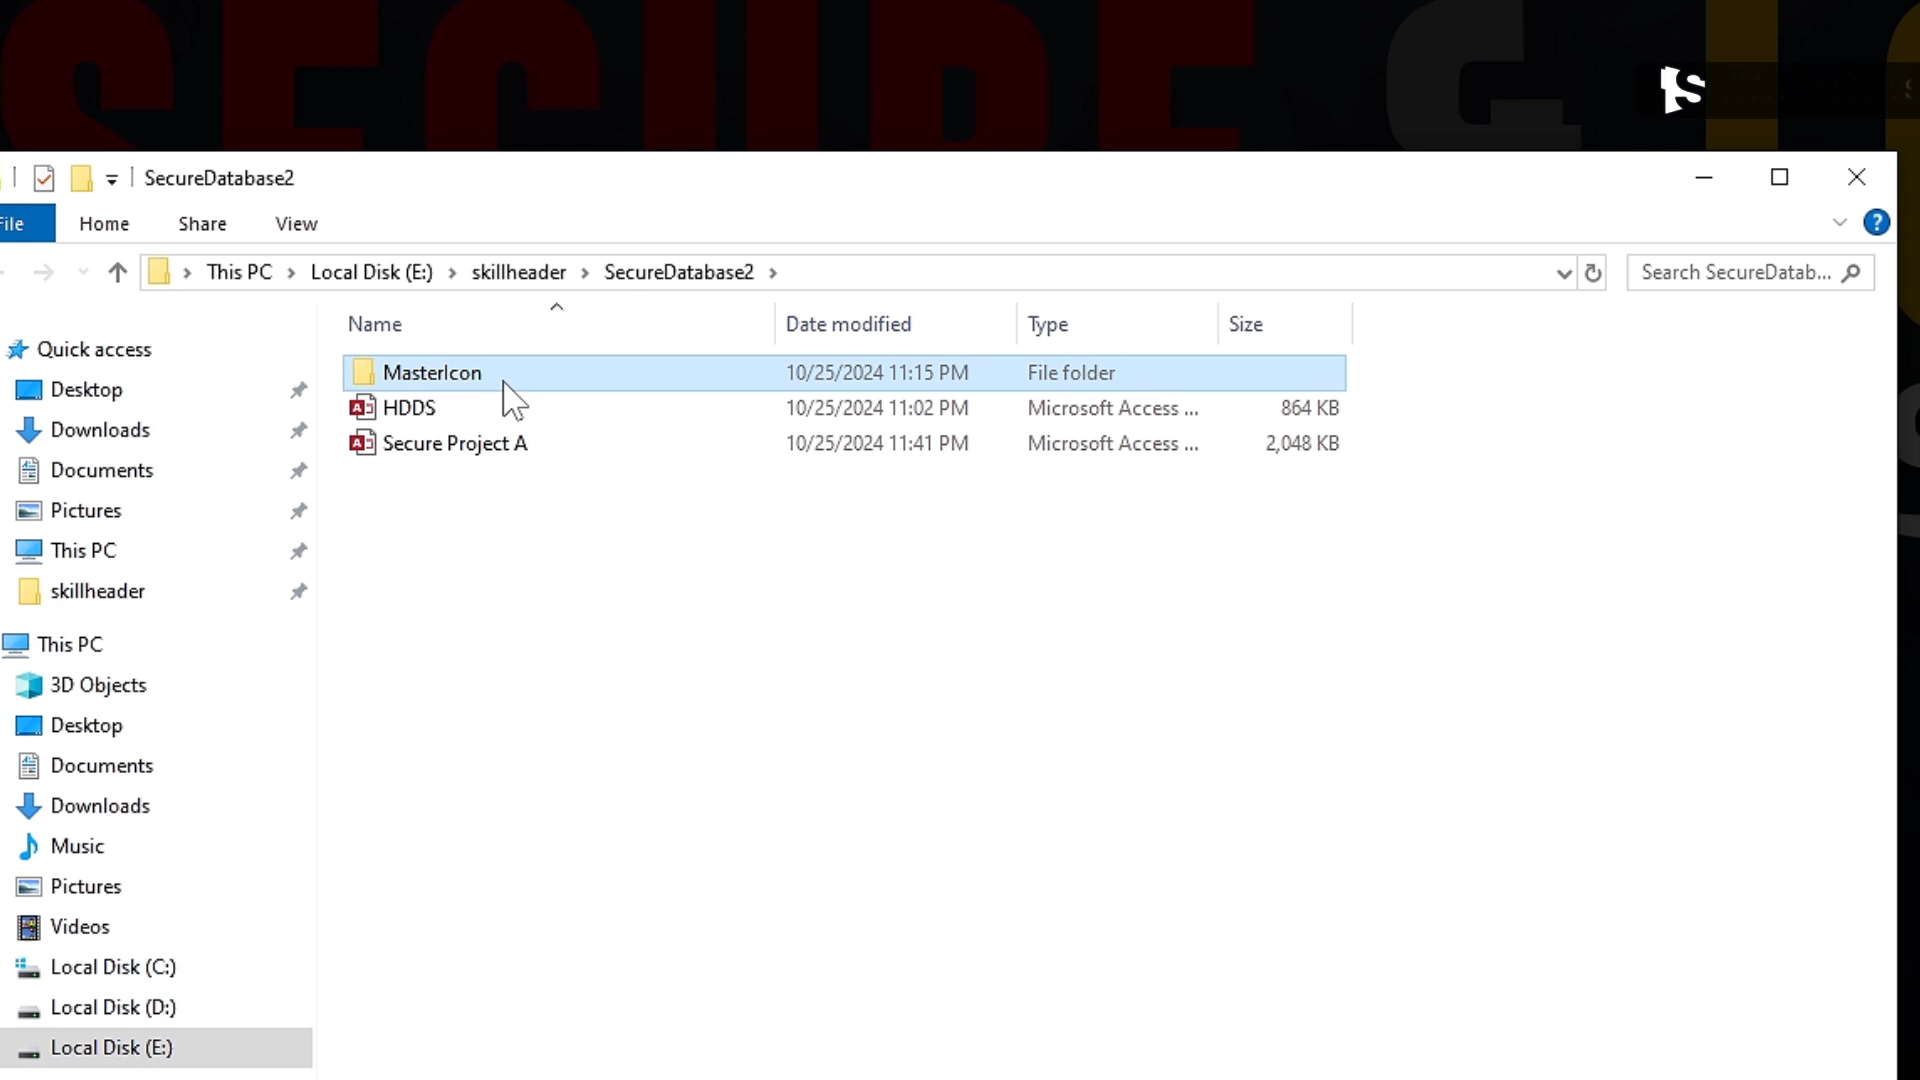 SECURE
SecureDatabase2
File
Home
Share
View
This PC
Local Disk (E:)
skillheader
SecureDatabase2
Search SecureDatab...
Name
Date modified
Type
Size
MasterIcon 10/25/2024 11:15 PM File folder
HDDS 10/25/2024 11:02 PM Microsoft Access ... 864 KB
Secure Project A 10/25/2024 11:41 PM Microsoft Access ... 2,048 KB
Quick access
Desktop
Downloads
Documents
Pictures
This PC
skillheader
This PC
3D Objects
Desktop
Documents
Downloads
Music
Pictures
Videos
Local Disk (C:)
Local Disk (D:)
Local Disk (E:)